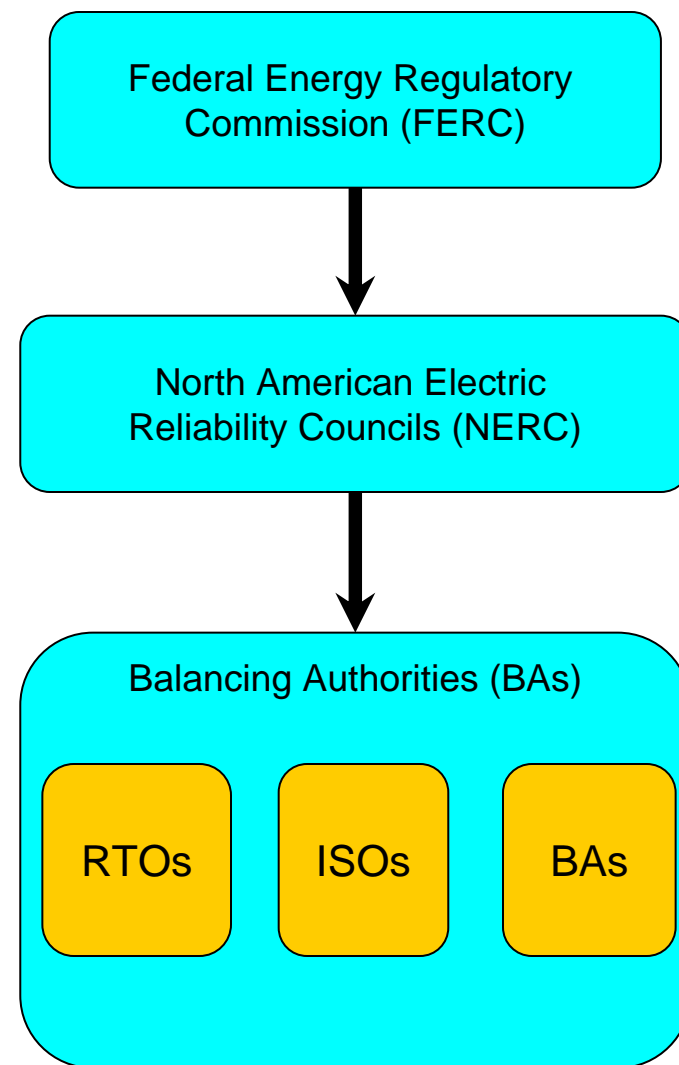 Federal Energy Regulatory
Commission (FERC)
North American Electric
Reliability Councils (NERC)
Balancing Authorities (BAs)
RTOs
ISOs
BAs